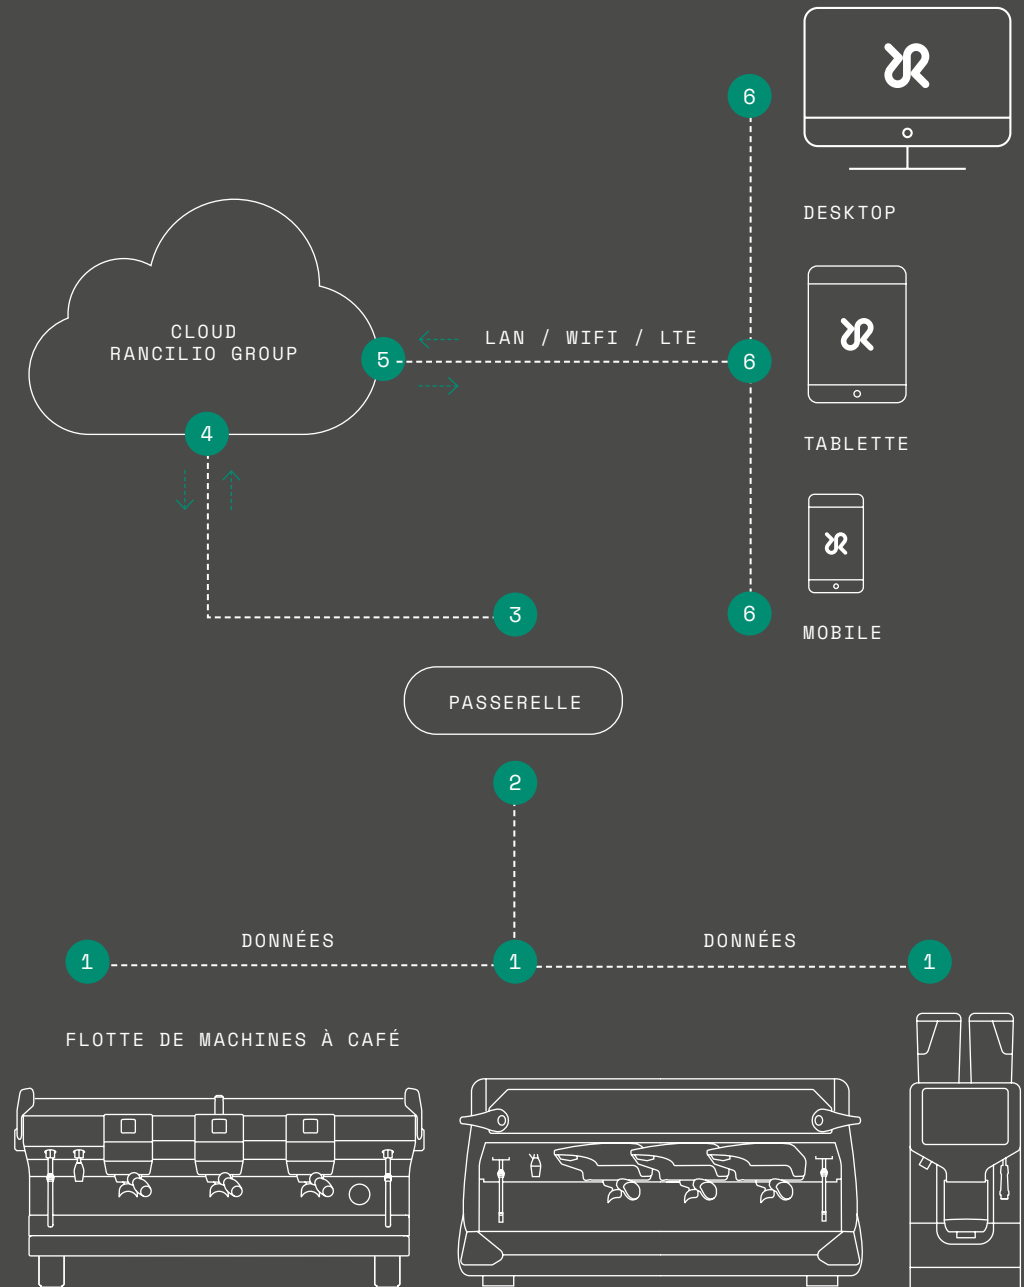 6
DESKTOP
CLOUD
RANCILIO GROUP
5
LAN / WIFI / LTE
6
4
TABLETTE
3
6
MOBILE
PASSERELLE
2
DONNÉES
DONNÉES
1
1
1
FLOTTE DE MACHINES À CAFÉ